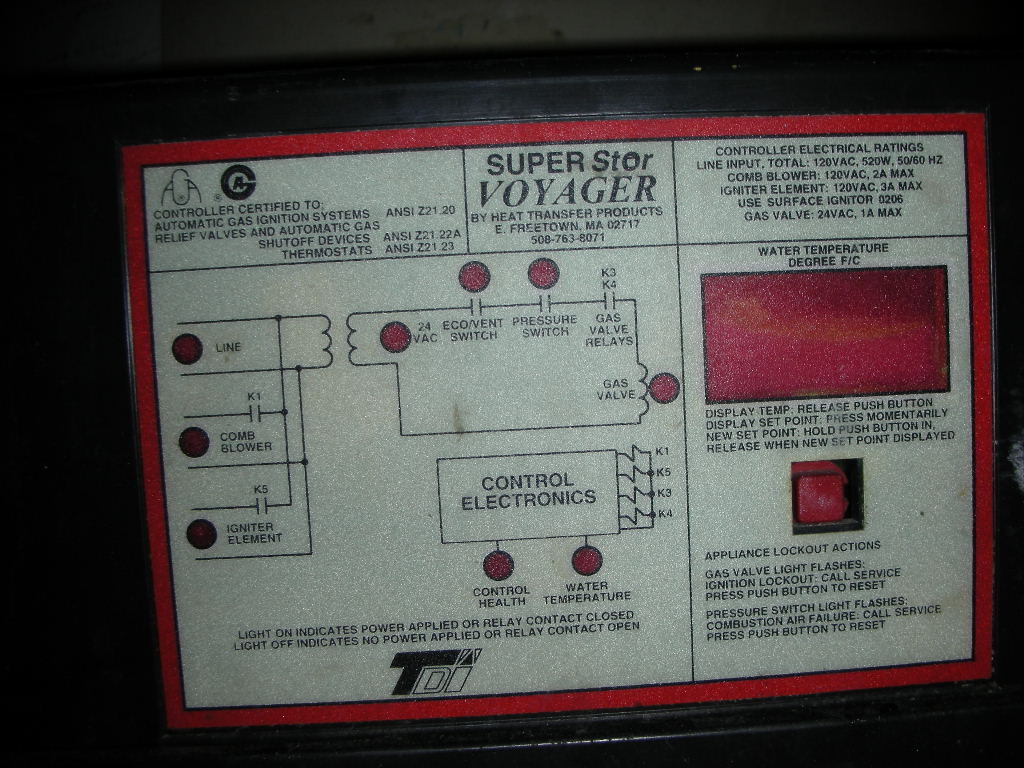 CONTROLLER CERTIFIED TO:
AUTOMATIC GAS IGNITION SYSTEMS ANSI Z21.20
RELIEF VALVES AND AUTOMATIC GAS
SHUTOFF DEVICES ANSI Z21.22A
THERMOSTATS ANSI Z21.23
SUPER Stor
VOYAGER
BY HEAT TRANSFER PRODUCTS
E. FREETOWN, MA 02717
508-763-8071
CONTROLLER ELECTRICAL RATINGS
LINE INPUT, TOTAL: 120VAC, 520W, 50/60 HZ
COMB BLOWER: 120VAC, 2A MAX
IGNITER ELEMENT: 120VAC, 3A MAX
USE SURFACE IGNITOR 0206
GAS VALVE: 24VAC, 1A MAX
LINE
K1
COMB
BLOWER
K5
IGNITER
ELEMENT
24
VAC
ECO/VENT
SWITCH
PRESSURE
SWITCH
K3
K4
GAS
VALVE
RELAYS
GAS
VALVE
CONTROL
ELECTRONICS
K1
K5
K3
K4
CONTROL
HEALTH
WATER
TEMPERATURE
LIGHT ON INDICATES POWER APPLIED OR RELAY CONTACT CLOSED
LIGHT OFF INDICATES NO POWER APPLIED OR RELAY CONTACT OPEN
TDi
WATER TEMPERATURE
DEGREE F/C
DISPLAY TEMP: RELEASE PUSH BUTTON
DISPLAY SET POINT: PRESS MOMENTARILY
NEW SET POINT: HOLD PUSH BUTTON IN,
RELEASE WHEN NEW SET POINT DISPLAYED
APPLIANCE LOCKOUT ACTIONS
GAS VALVE LIGHT FLASHES:
IGNITION LOCKOUT: CALL SERVICE
PRESS PUSH BUTTON TO RESET
PRESSURE SWITCH LIGHT FLASHES:
COMBUSTION AIR FAILURE: CALL SERVICE
PRESS PUSH BUTTON TO RESET